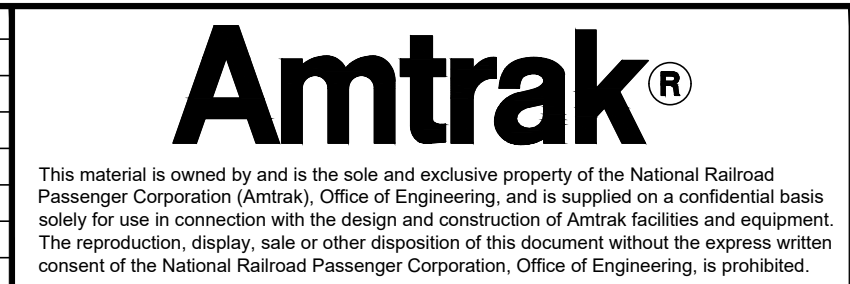 Amtrak®
This material is owned by and is the sole and exclusive property of the National Railroad
Passenger Corporation (Amtrak), Office of Engineering, and is supplied on a confidential basis
solely for use in connection with the design and construction of Amtrak facilities and equipment.
The reproduction, display, sale or other disposition of this document without the express written
consent of the National Railroad Passenger Corporation, Office of Engineering, is prohibited.